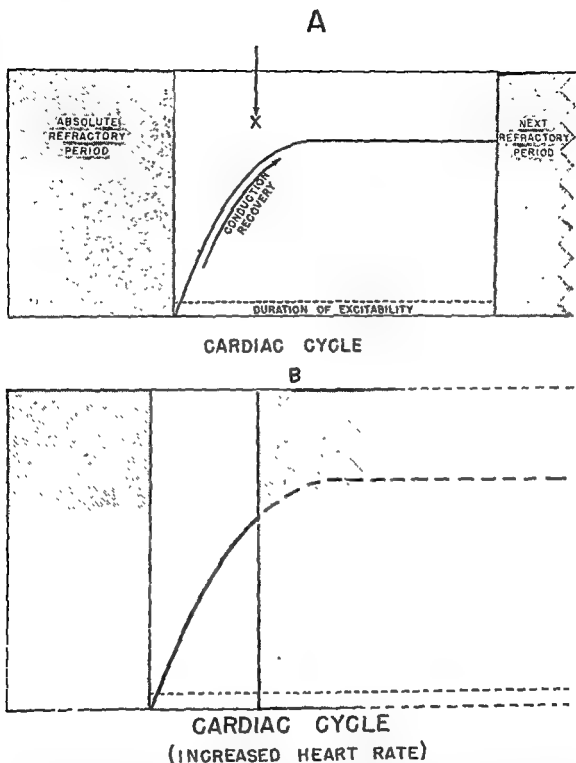 A
X
ABSOLUTE
REFRACTORY
PERIOD
NEXT
REFRACTORY
PERIOD
CONDUCTION
RECOVERY
DURATION OF EXCITABILITY
CARDIAC CYCLE
B
CARDIAC CYCLE
(INCREASED HEART RATE)